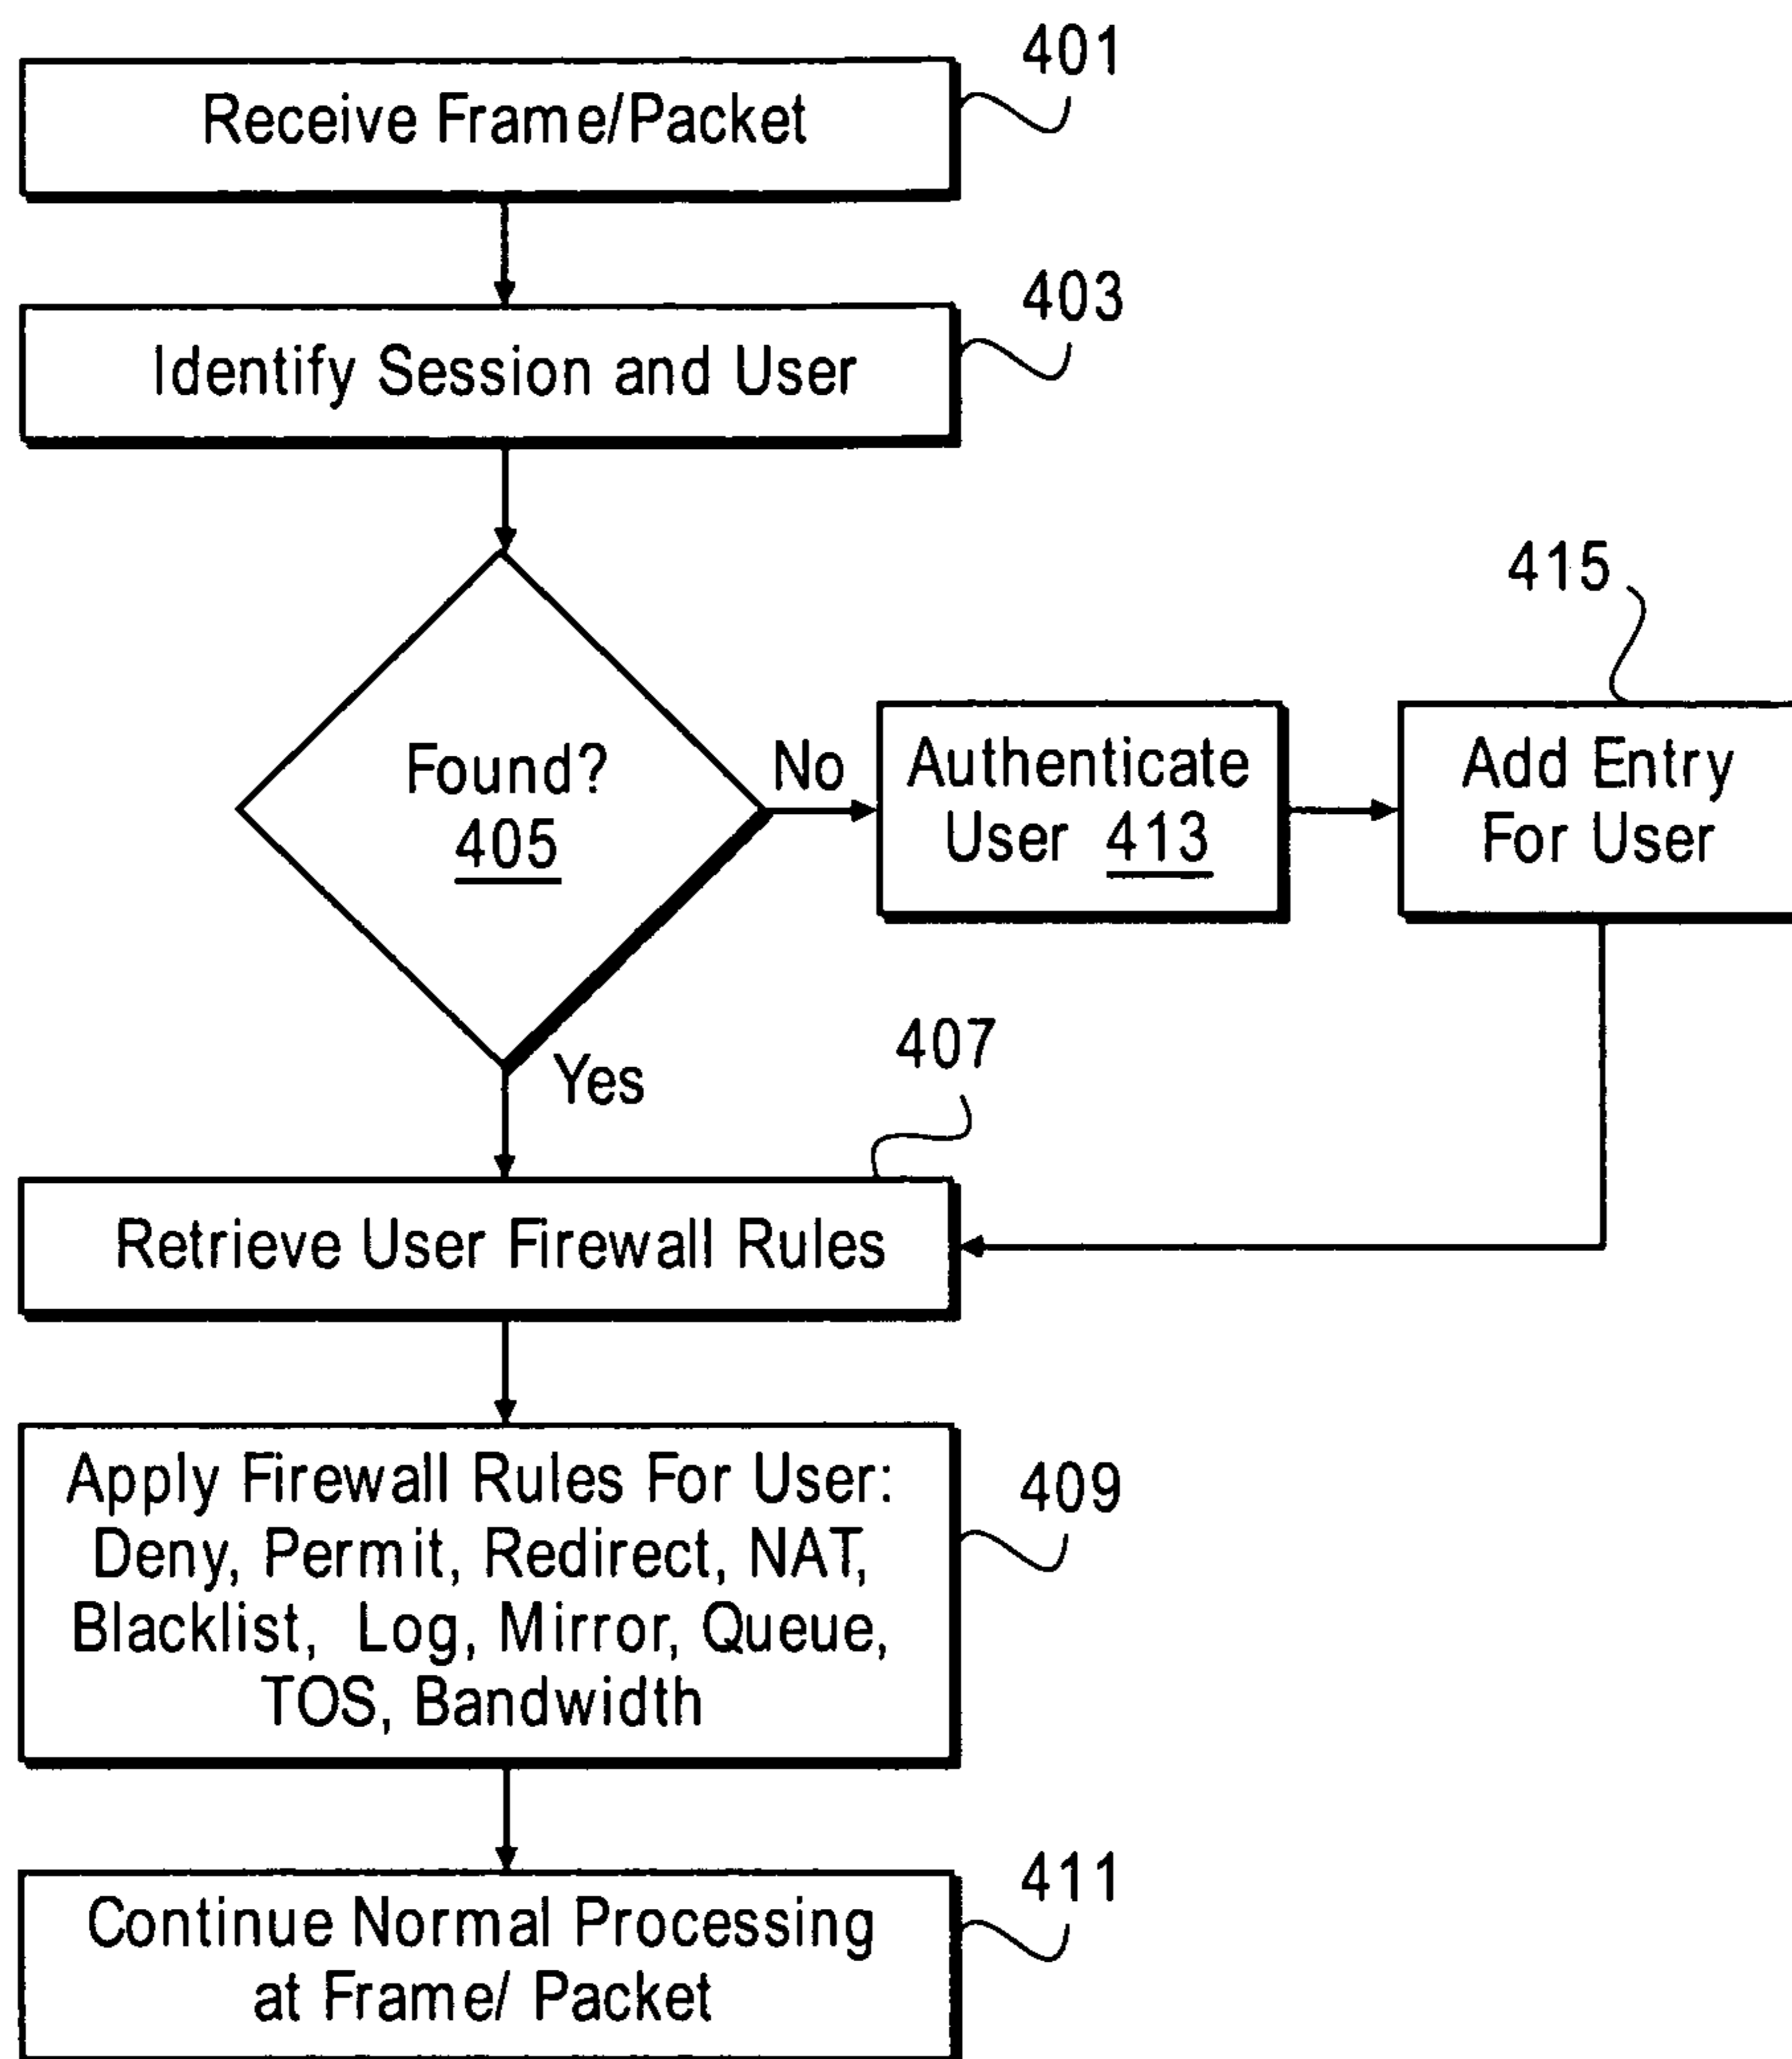 401
Receive Frame/Packet
403
Identify Session and User
415
Found?
405
No
Authenticate
User 413
Add Entry
For User
Yes
407
Retrieve User Firewall Rules
Apply Firewall Rules For User:
Deny, Permit, Redirect, NAT,
Blacklist, Log, Mirror, Queue,
TOS, Bandwidth
409
Continue Normal Processing
at Frame/ Packet
411